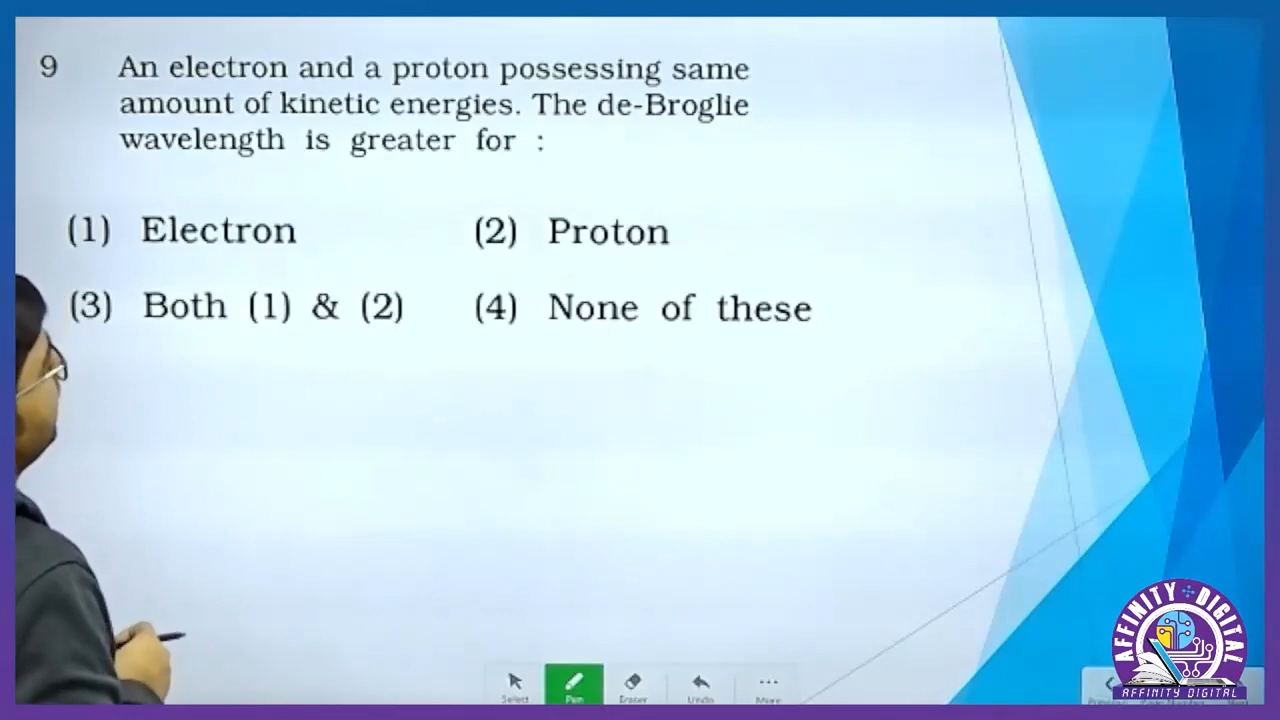 9 An electron and a proton possessing same
amount of kinetic energies. The de-Broglie
wavelength is greater for :
(1) Electron (2) Proton
(3) Both (1) & (2) (4) None of these
Select Pen Eraser Undo More
AFFINITY DIGITAL
AFFINITY DIGITAL